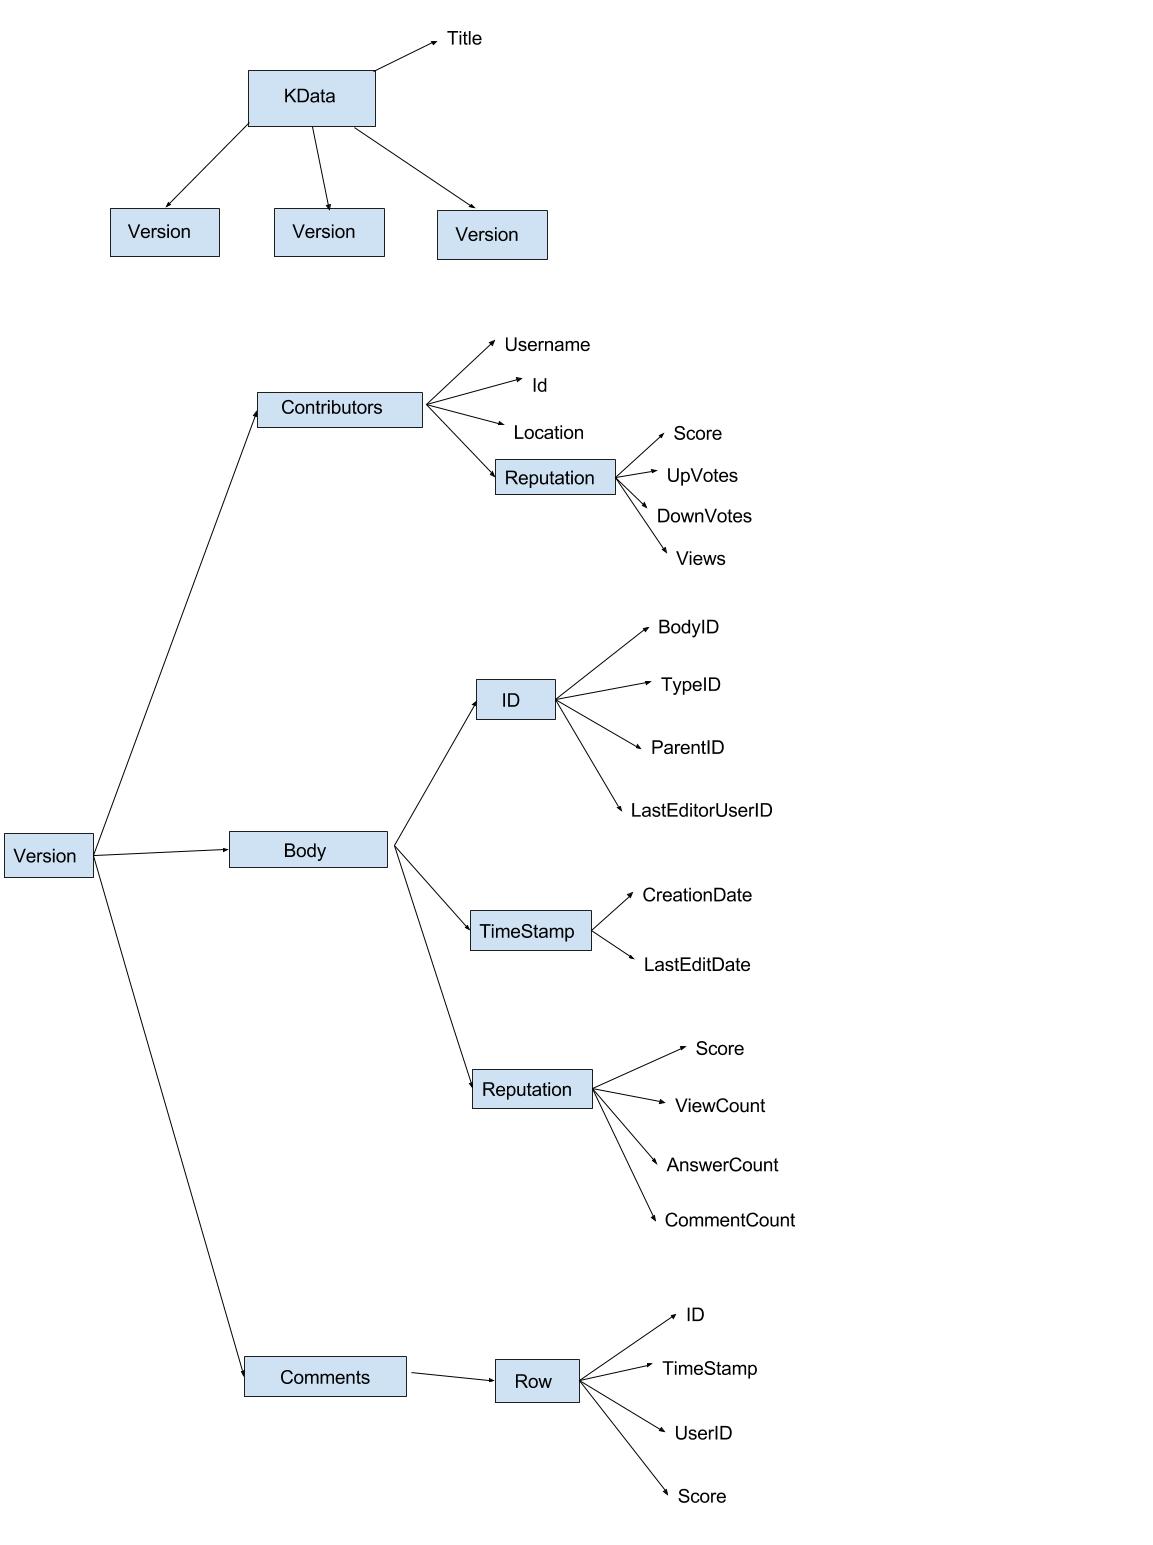 Title
KData
Version
Version
Version
Username
Id
Contributors
Location
Score
Reputation
UpVotes
DownVotes
Views
BodyID
TypeID
ID
ParentID
LastEditorUserID
Version
Body
CreationDate
TimeStamp
LastEditDate
Score
Reputation
ViewCount
AnswerCount
CommentCount
ID
TimeStamp
Comments
Row
UserID
Score